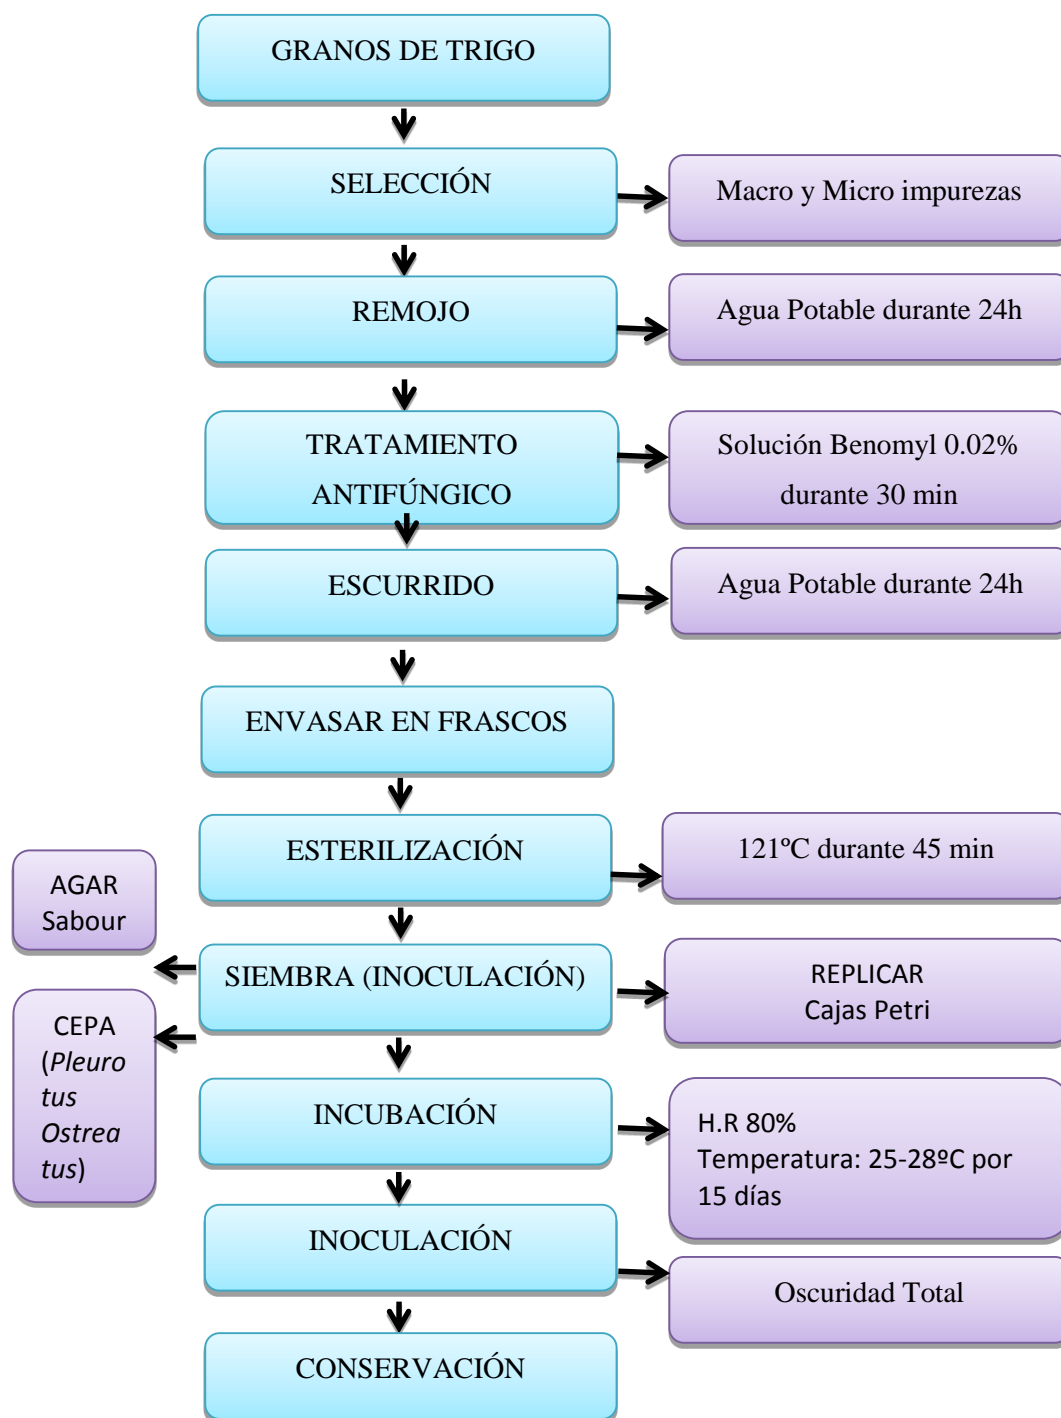 GRANOS DE TRIGO
SELECCIÓN
Macro y Micro impurezas
REMOJO
Agua Potable durante 24h
TRATAMIENTO
ANTIFÚNGICO
Solución Benomyl 0.02%
durante 30 min
ESCURRIDO
Agua Potable durante 24h
ENVASAR EN FRASCOS
ESTERILIZACIÓN
121ºC durante 45 min
AGAR
Sabour
SIEMBRA (INOCULACIÓN)
REPLICAR
Cajas Petri
CEPA
(Pleuro
tus
Ostrea
tus)
INCUBACIÓN
H.R 80%
Temperatura: 25-28ºC por
15 días
INOCULACIÓN
Oscuridad Total
CONSERVACIÓN